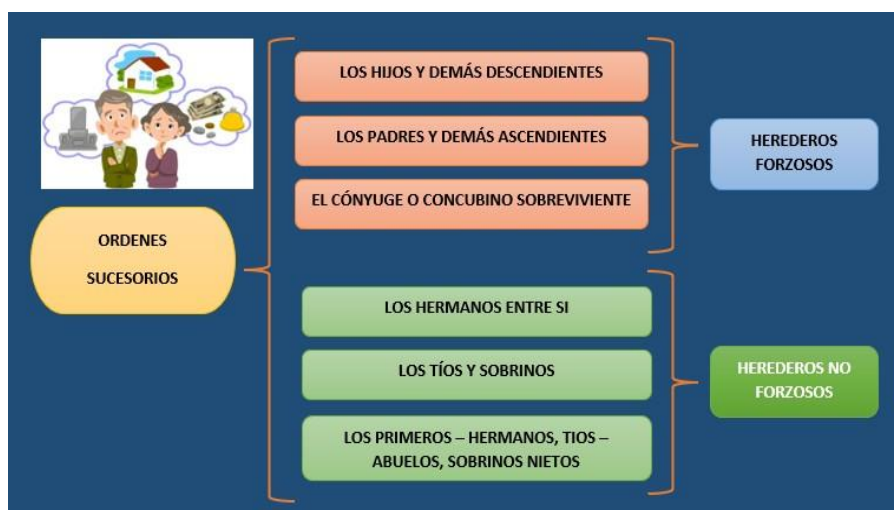 LOS HIJOS Y DEMÁS DESCENDIENTES
LOS PADRES Y DEMÁS ASCENDIENTES
EL CÓNYUGE O CONCUBINO SOBREVIVIENTE
HEREDEROS
FORZOSOS
ORDENES
SUCESORIOS
LOS HERMANOS ENTRE SI
LOS TÍOS Y SOBRINOS
LOS PRIMEROS – HERMANOS, TIOS –
ABUELOS, SOBRINOS NIETOS
HEREDEROS NO
FORZOSOS